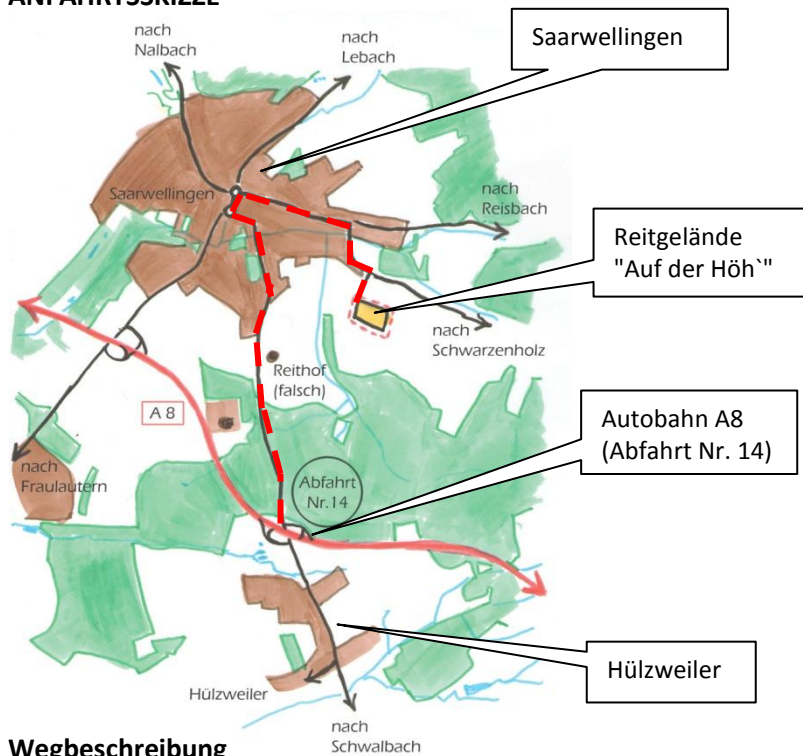 ANFAHRTSSKIZZE
nach
Nalbach
nach
Lebach
Saarwellingen
Saarwellingen
nach
Reisbach
Reitgelände
"Auf der Höh`"
nach
Schwarzenholz
Reithof
(falsch)
A 8
Autobahn A8
(Abfahrt Nr. 14)
nach
Fraulautern
Abfahrt
Nr.14
Hülzweiler
Hülzweiler
nach
Schwalbach
Wegbeschreibung